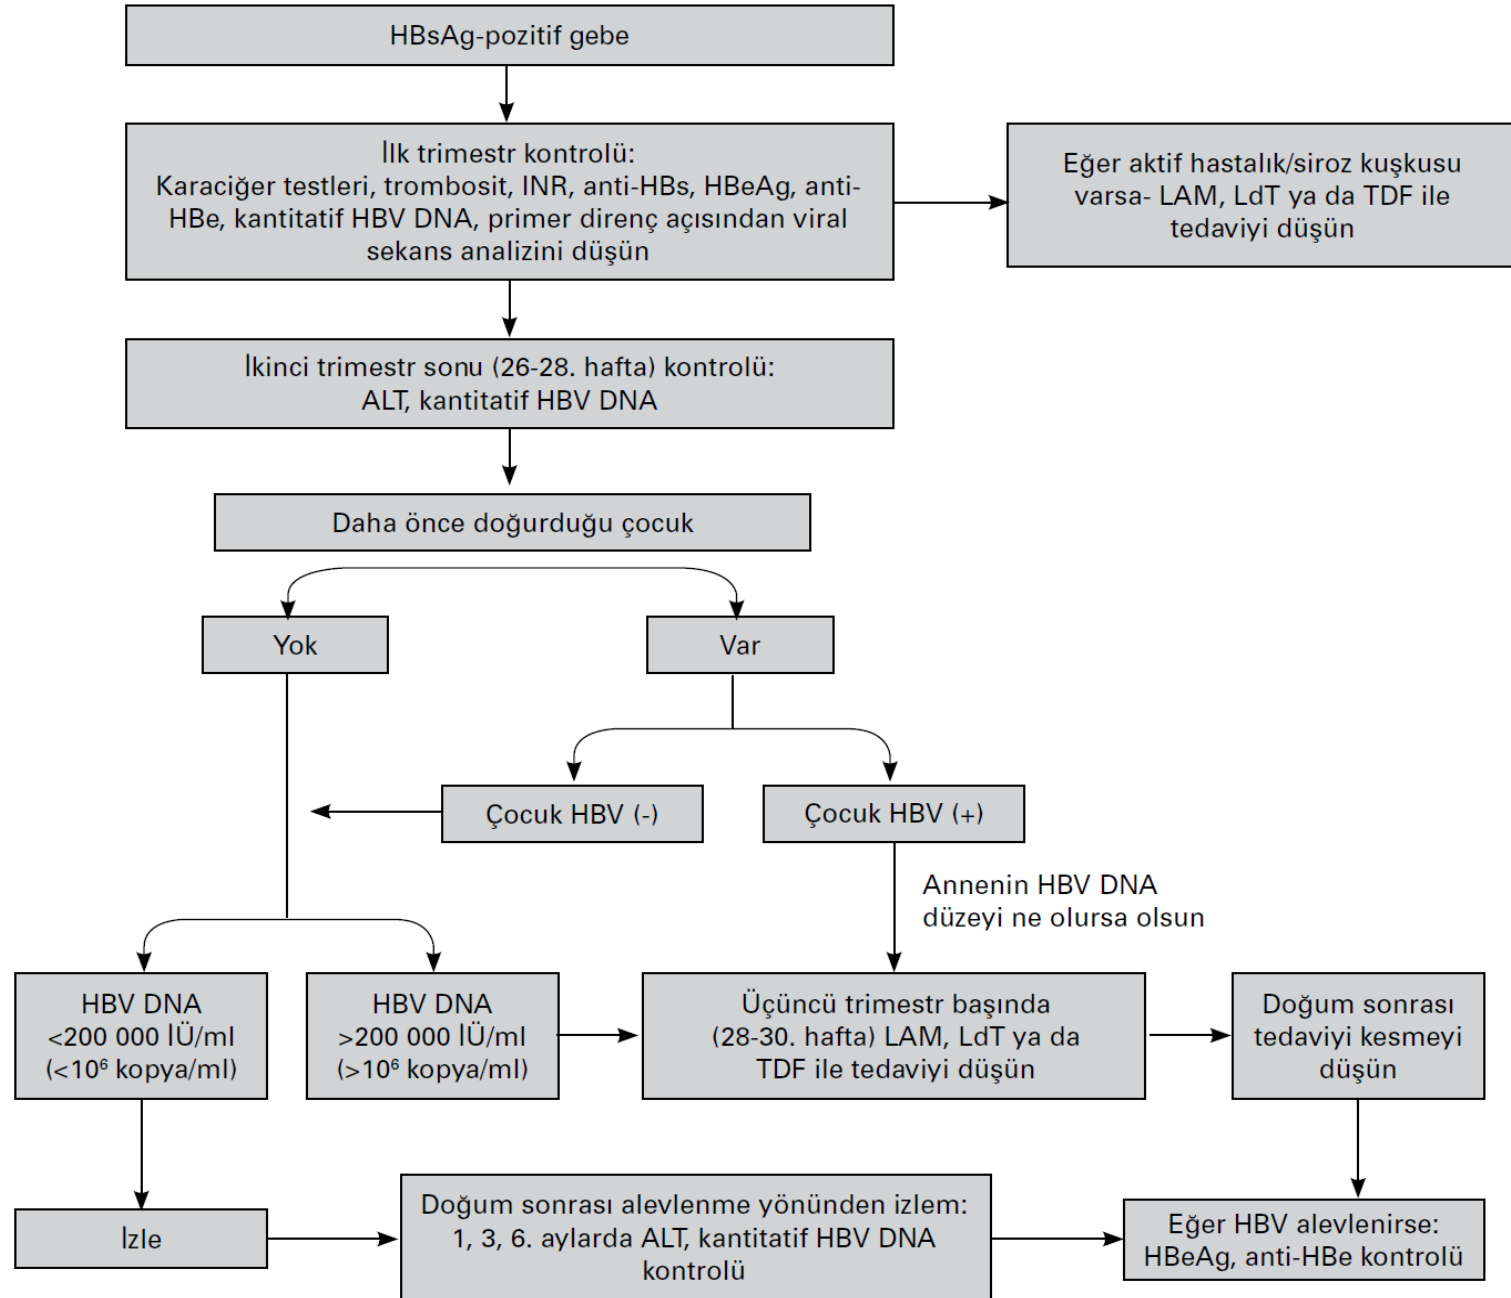 HBsAg-pozitif gebe
İlk trimestr kontrolü:
Karaciğer testleri, trombosit, INR, anti-HBs, HBeAg, anti-
HBe, kantitatif HBV DNA, primer direnç açısından viral
sekans analizini düşün
Eğer aktif hastalık/siroz kuşkusu
varsa- LAM, LdT ya da TDF ile
tedaviyi düşün
İkinci trimestr sonu (26-28. hafta) kontrolü:
ALT, kantitatif HBV DNA
Daha önce doğurduğu çocuk
Yok
Var
Çocuk HBV (-)
Çocuk HBV (+)
Annenin HBV DNA
düzeyi ne olursa olsun
HBV DNA
<200 000 İÜ/ml
(<10⁶ kopya/ml)
HBV DNA
>200 000 İÜ/ml
(>10⁶ kopya/ml)
Üçüncü trimestr başında
(28-30. hafta) LAM, LdT ya da
TDF ile tedaviyi düşün
Doğum sonrası
tedaviyi kesmeyi
düşün
İzle
Doğum sonrası alevlenme yönünden izlem:
1, 3, 6. aylarda ALT, kantitatif HBV DNA
kontrolü
Eğer HBV alevlenirse:
HBeAg, anti-HBe kontrolü